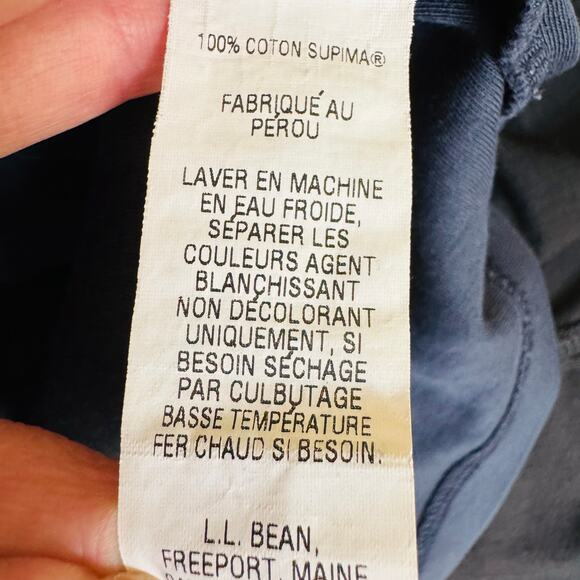 100% COTON SUPIMA®
FABRIQUÉ AU
PÉROU
LAVER EN MACHINE
EN EAU FROIDE,
SÉPARER LES
COULEURS AGENT
BLANCHISSANT
NON DÉCOLORANT
UNIQUEMENT, SI
BESOIN SÉCHAGE
PAR CULBUTAGE
BASSE TEMPÉRATURE
FER CHAUD SI BESOIN.
L.L. BEAN,
FREEPORT, MAINE